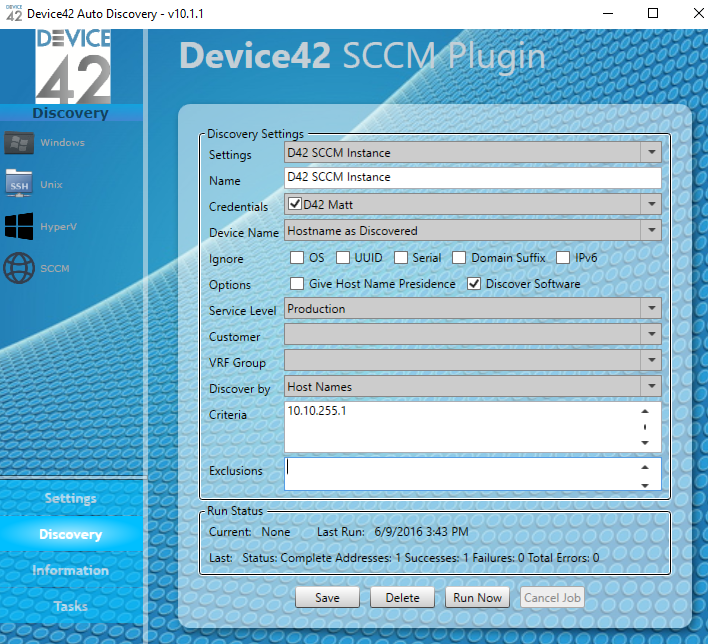 DEVICE
42
Device42 Auto Discovery - v10.1.1
DEVICE
42
Discovery
Windows
SSH
Unix
HyperV
SCCM
Settings
Discovery
Information
Tasks
Device42 SCCM Plugin
Discovery Settings
Settings D42 SCCM Instance
Name D42 SCCM Instance
Credentials D42 Matt
Device Name Hostname as Discovered
Ignore OS UUID Serial Domain Suffix IPv6
Options Give Host Name Presidence Discover Software
Service Level Production
Customer
VRF Group
Discover by Host Names
Criteria 10.10.255.1
Exclusions
Run Status
Current: None Last Run: 6/9/2016 3:43 PM
Last: Status: Complete Addresses: 1 Successes: 1 Failures: 0 Total Errors: 0
Save Delete Run Now Cancel Job